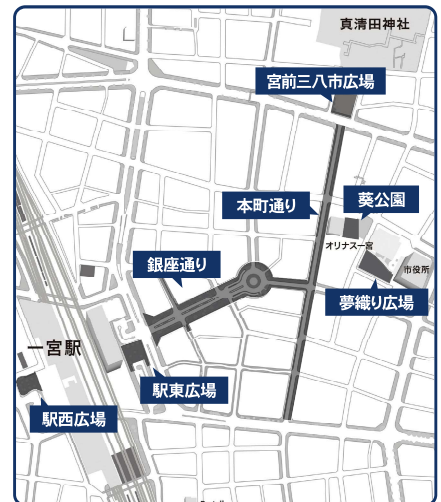 真清田神社
宮前三八市広場
本町通り
葵公園
オリナス一宮
市役所
銀座通り
夢織り広場
一宮駅
駅東広場
駅西広場